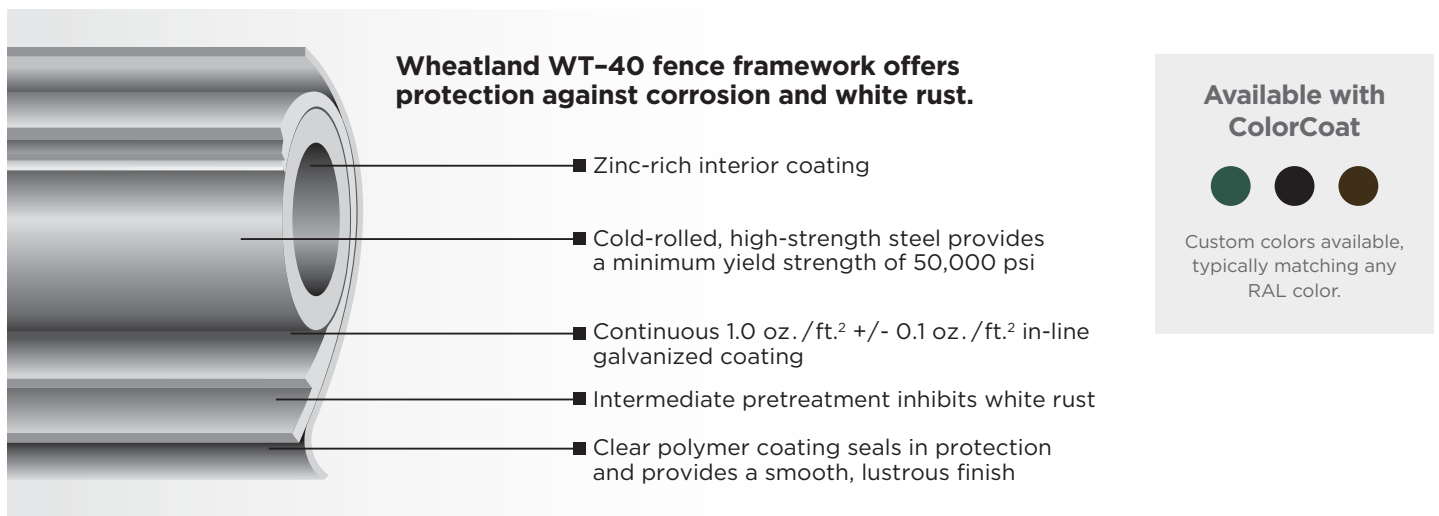 Wheatland WT–40 fence framework offers
protection against corrosion and white rust.
Zinc-rich interior coating
Cold-rolled, high-strength steel provides
a minimum yield strength of 50,000 psi
Continuous 1.0 oz./ft.² +/- 0.1 oz./ft.² in-line
galvanized coating
Intermediate pretreatment inhibits white rust
Clear polymer coating seals in protection
and provides a smooth, lustrous finish
Available with
ColorCoat
Custom colors available,
typically matching any
RAL color.